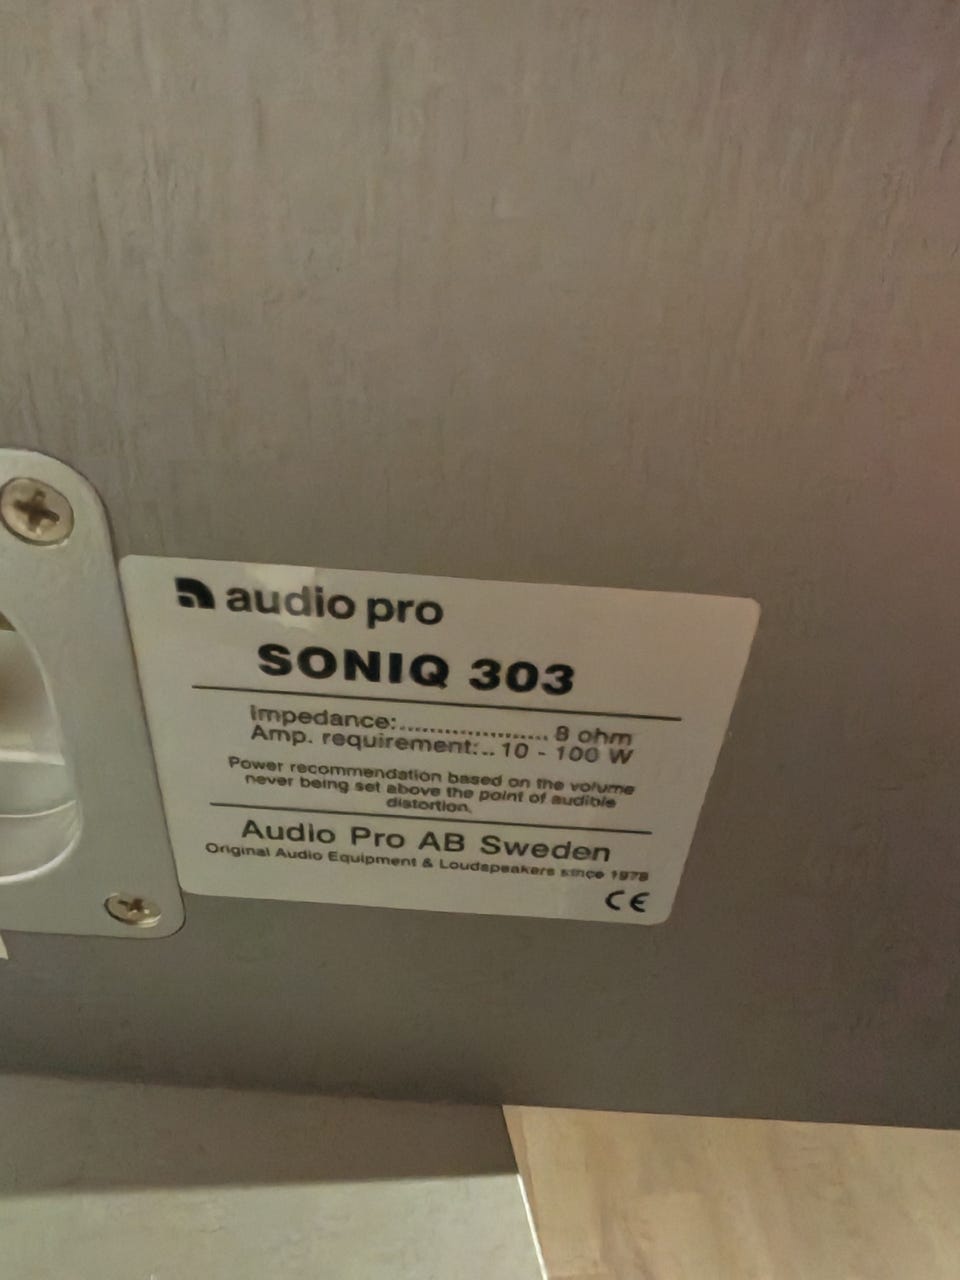 audio pro
SONIQ 303
Impedance:..................... 8 ohm
Amp. requirement:.. 10 - 100 W
Power recommendation based on the volume
never being set above the point of audible
distortion.
Audio Pro AB Sweden
Original Audio Equipment & Loudspeakers since 1978
CE